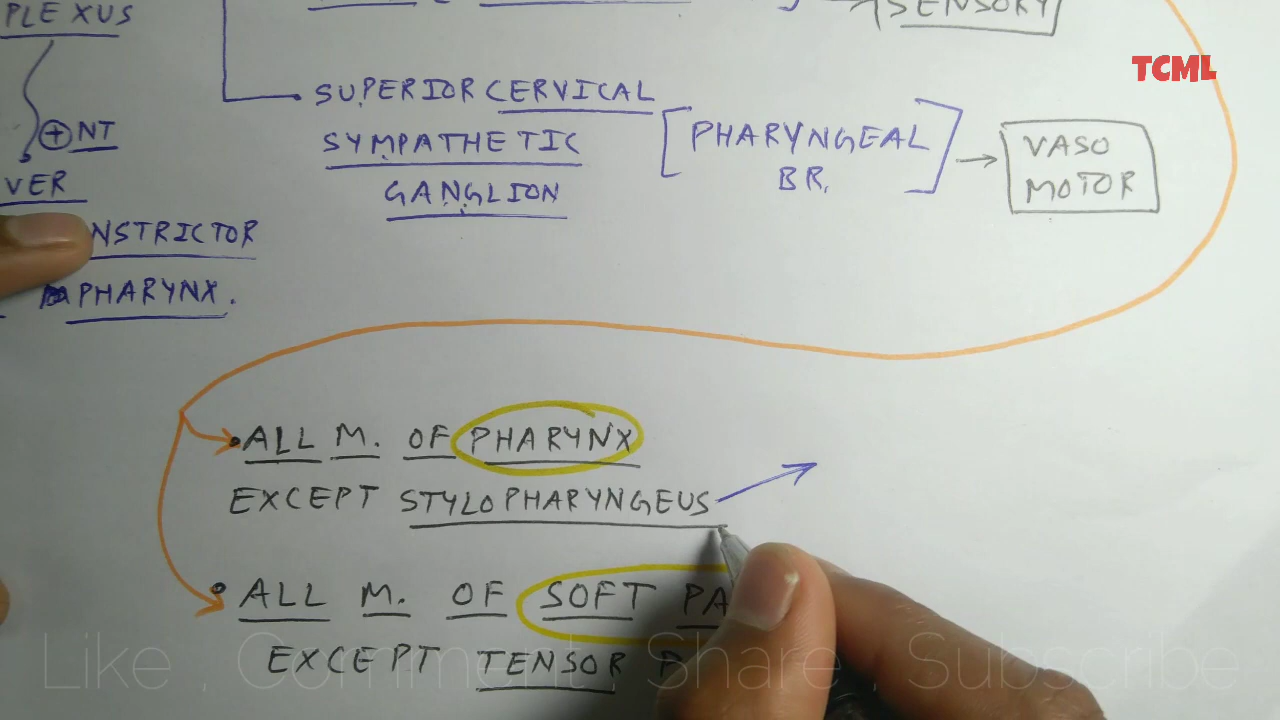 PLEXUS
SENSORY
TCML
SUPERIOR CERVICAL
SYMPATHETIC
GANGLION
[PHARYNGEAL
BR.]
VASO
MOTOR
+NT
VER
NSTRICTOR
PHARYNX.
ALL M. OF PHARYNX
EXCEPT STYLOPHARYNGEUS
ALL M. OF SOFT PA
EXCEPT TENSOR P
Like , Comment , Share , Subscribe